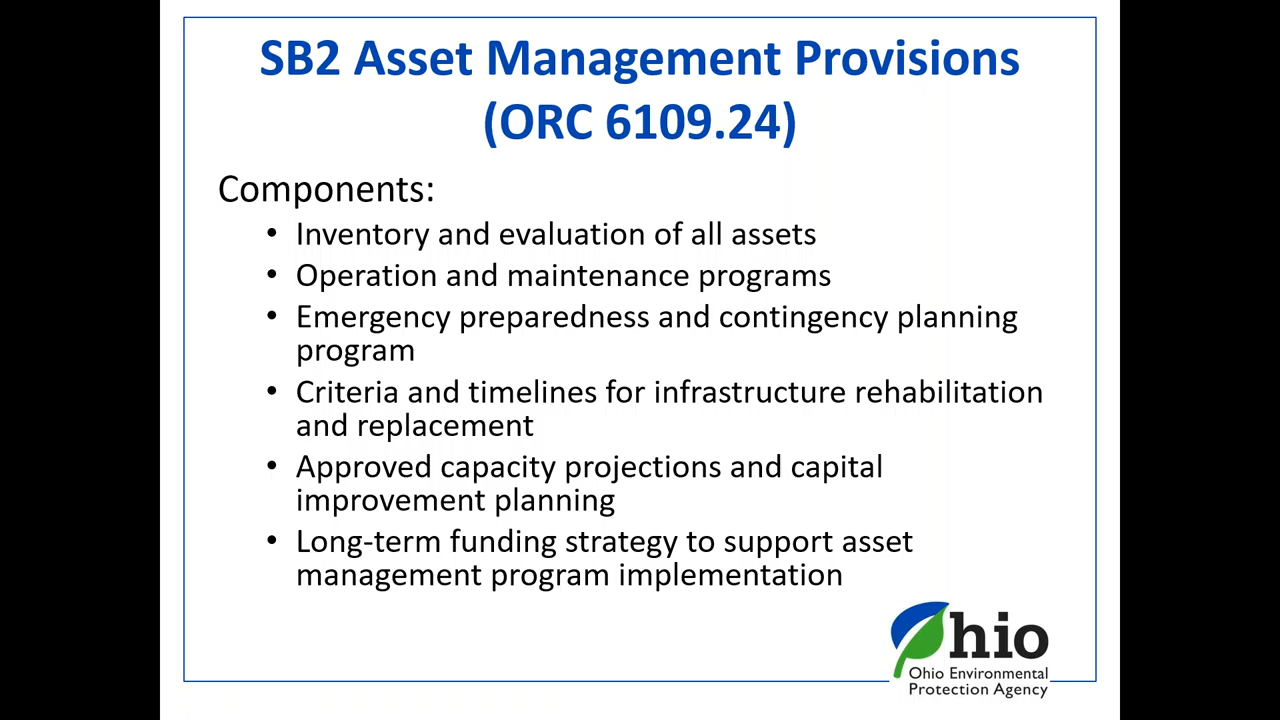 SB2 Asset Management Provisions
(ORC 6109.24)
Components:
• Inventory and evaluation of all assets
• Operation and maintenance programs
• Emergency preparedness and contingency planning
program
• Criteria and timelines for infrastructure rehabilitation
and replacement
• Approved capacity projections and capital
improvement planning
• Long-term funding strategy to support asset
management program implementation
Ohio
Ohio Environmental
Protection Agency